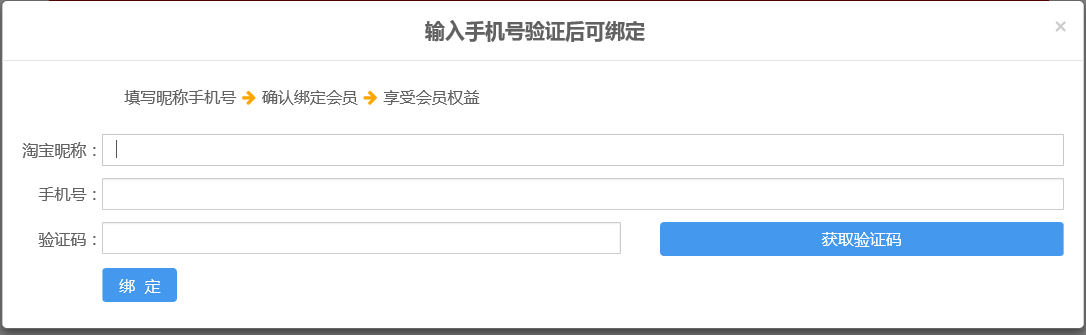 输入手机号验证后可绑定
×
填写昵称手机号 ➔ 确认绑定会员 ➔ 享受会员权益
淘宝昵称：
手机号：
验证码：
获取验证码
绑 定